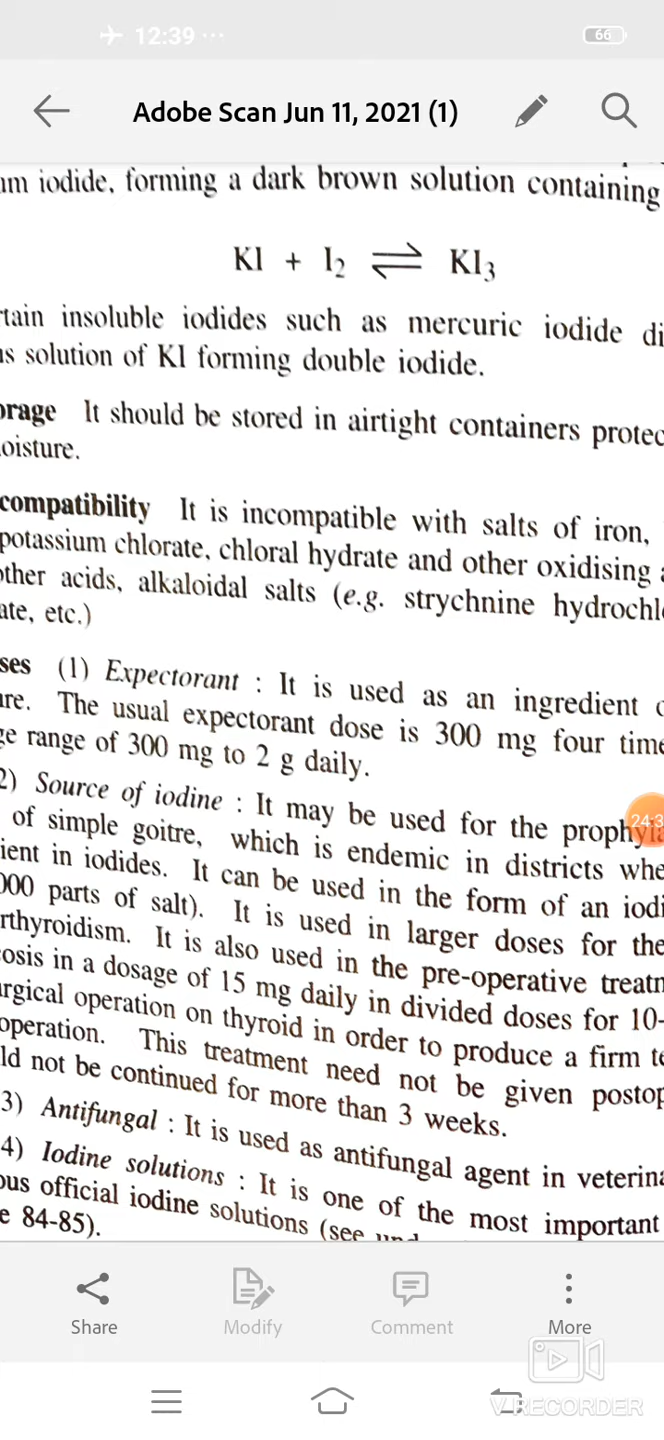 12:39 ...
66
Adobe Scan Jun 11, 2021 (1)
um iodide, forming a dark brown solution containing
KI + I₂ ⇌ KI₃
rtain insoluble iodides such as mercuric iodide di
us solution of KI forming double iodide.
orage It should be stored in airtight containers protec
oisture.
compatibility It is incompatible with salts of iron,
potassium chlorate, chloral hydrate and other oxidising a
other acids, alkaloidal salts (e.g. strychnine hydrochl
ate, etc.)
ses (1) Expectorant : It is used as an ingredient
ure. The usual expectorant dose is 300 mg four time
ge range of 300 mg to 2 g daily.
2) Source of iodine : It may be used for the prophyla
of simple goitre, which is endemic in districts whe
ient in iodides. It can be used in the form of an iodi
000 parts of salt). It is used in larger doses for the
rthyroidism. It is also used in the pre-operative treatm
cosis in a dosage of 15 mg daily in divided doses for 10-
urgical operation on thyroid in order to produce a firm te
operation. This treatment need not be given postop
ld not be continued for more than 3 weeks.
3) Antifungal : It is used as antifungal agent in veterina
4) Iodine solutions : It is one of the most important
ous official iodine solutions (see
e 84-85).
24:3
Share
Modify
Comment
More
V RECORDER